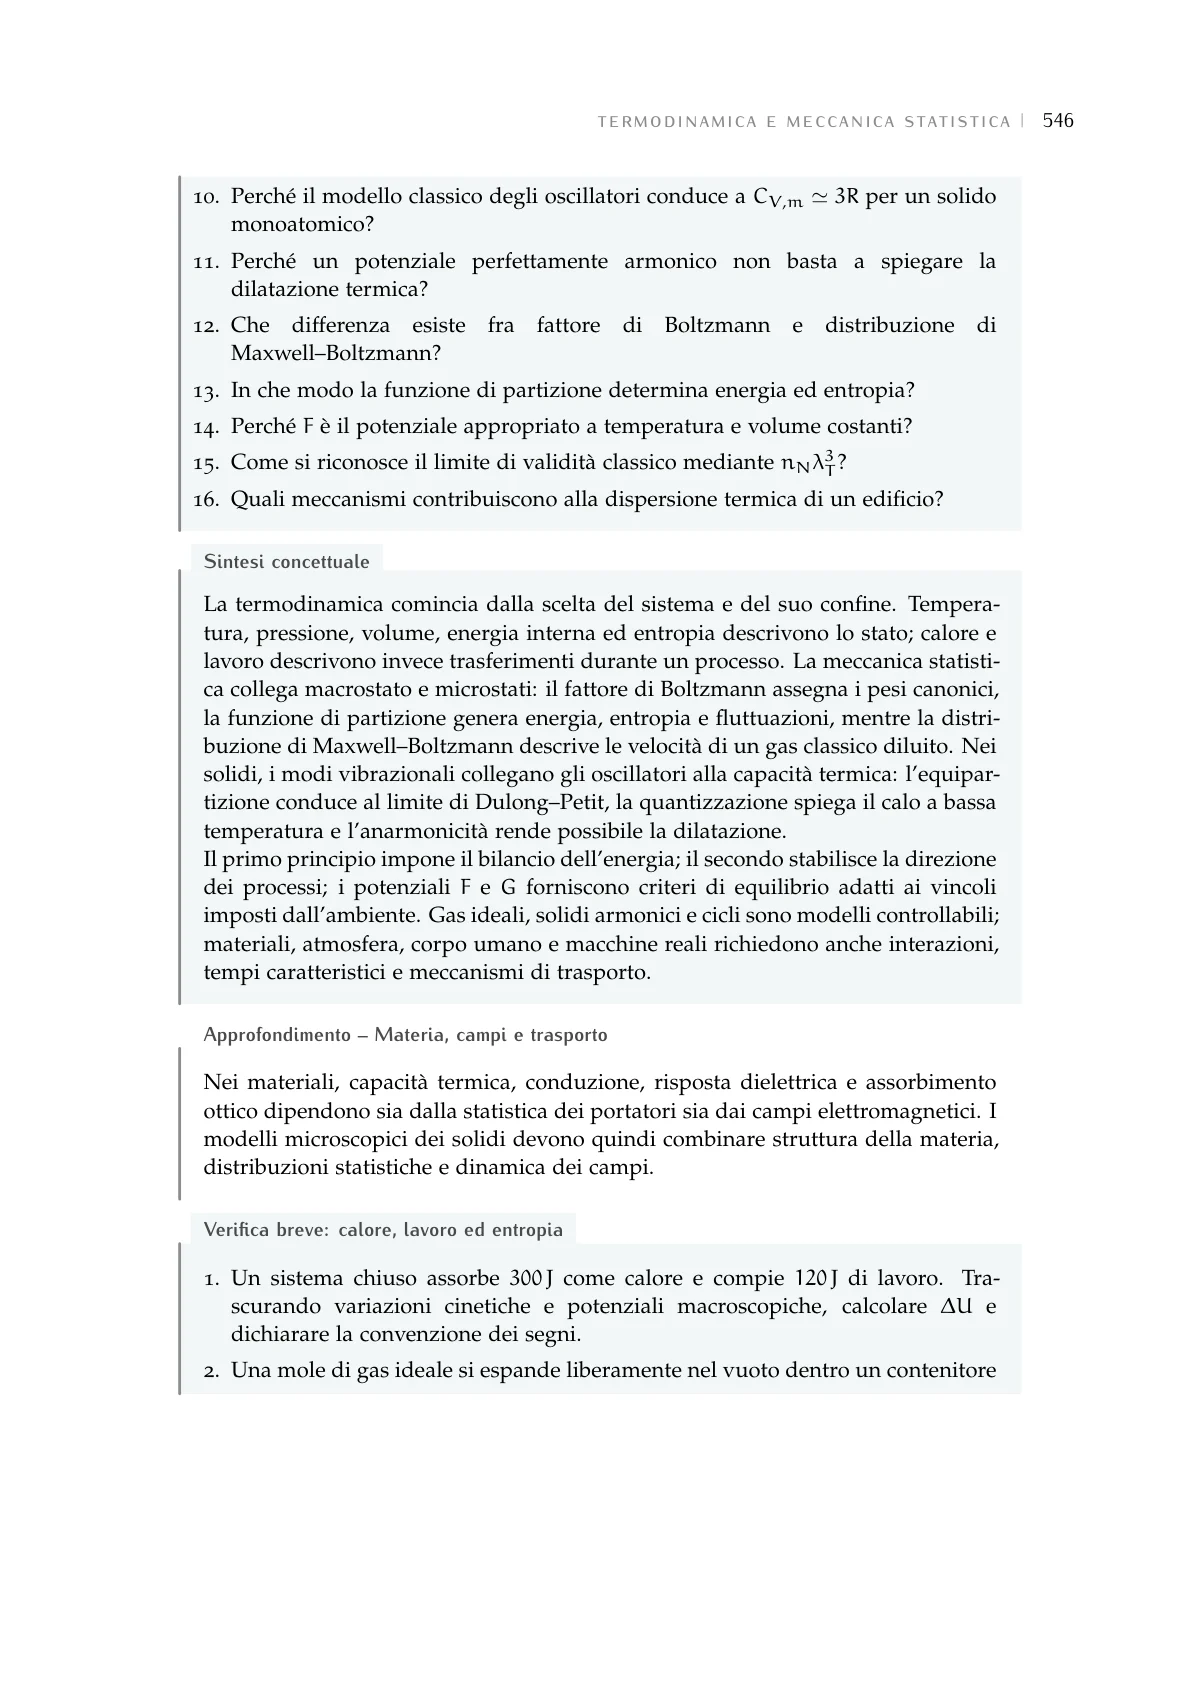 TERMODINAMICA E MECCANICA STATISTICA | 546
10. Perché il modello classico degli oscillatori conduce a C_{V,m} ≃ 3R per un solido
monoatomico?
11. Perché un potenziale perfettamente armonico non basta a spiegare la
dilatazione termica?
12. Che differenza esiste fra fattore di Boltzmann e distribuzione di
Maxwell–Boltzmann?
13. In che modo la funzione di partizione determina energia ed entropia?
14. Perché F è il potenziale appropriato a temperatura e volume costanti?
15. Come si riconosce il limite di validità classico mediante n_Nλ_T^3?
16. Quali meccanismi contribuiscono alla dispersione termica di un edificio?
Sintesi concettuale
La termodinamica comincia dalla scelta del sistema e del suo confine. Tempera-
tura, pressione, volume, energia interna ed entropia descrivono lo stato; calore e
lavoro descrivono invece trasferimenti durante un processo. La meccanica statisti-
ca collega macrostato e microstati: il fattore di Boltzmann assegna i pesi canonici,
la funzione di partizione genera energia, entropia e fluttuazioni, mentre la distri-
buzione di Maxwell–Boltzmann descrive le velocità di un gas classico diluito. Nei
solidi, i modi vibrazionali collegano gli oscillatori alla capacità termica: l'equipar-
tizione conduce al limite di Dulong–Petit, la quantizzazione spiega il calo a bassa
temperatura e l'anarmonicità rende possibile la dilatazione.
Il primo principio impone il bilancio dell'energia; il secondo stabilisce la direzione
dei processi; i potenziali F e G forniscono criteri di equilibrio adatti ai vincoli
imposti dall'ambiente. Gas ideali, solidi armonici e cicli sono modelli controllabili;
materiali, atmosfera, corpo umano e macchine reali richiedono anche interazioni,
tempi caratteristici e meccanismi di trasporto.
Approfondimento – Materia, campi e trasporto
Nei materiali, capacità termica, conduzione, risposta dielettrica e assorbimento
ottico dipendono sia dalla statistica dei portatori sia dai campi elettromagnetici. I
modelli microscopici dei solidi devono quindi combinare struttura della materia,
distribuzioni statistiche e dinamica dei campi.
Verifica breve: calore, lavoro ed entropia
1. Un sistema chiuso assorbe 300 J come calore e compie 120 J di lavoro. Tra-
scurando variazioni cinetiche e potenziali macroscopiche, calcolare ΔU e
dichiarare la convenzione dei segni.
2. Una mole di gas ideale si espande liberamente nel vuoto dentro un contenitore